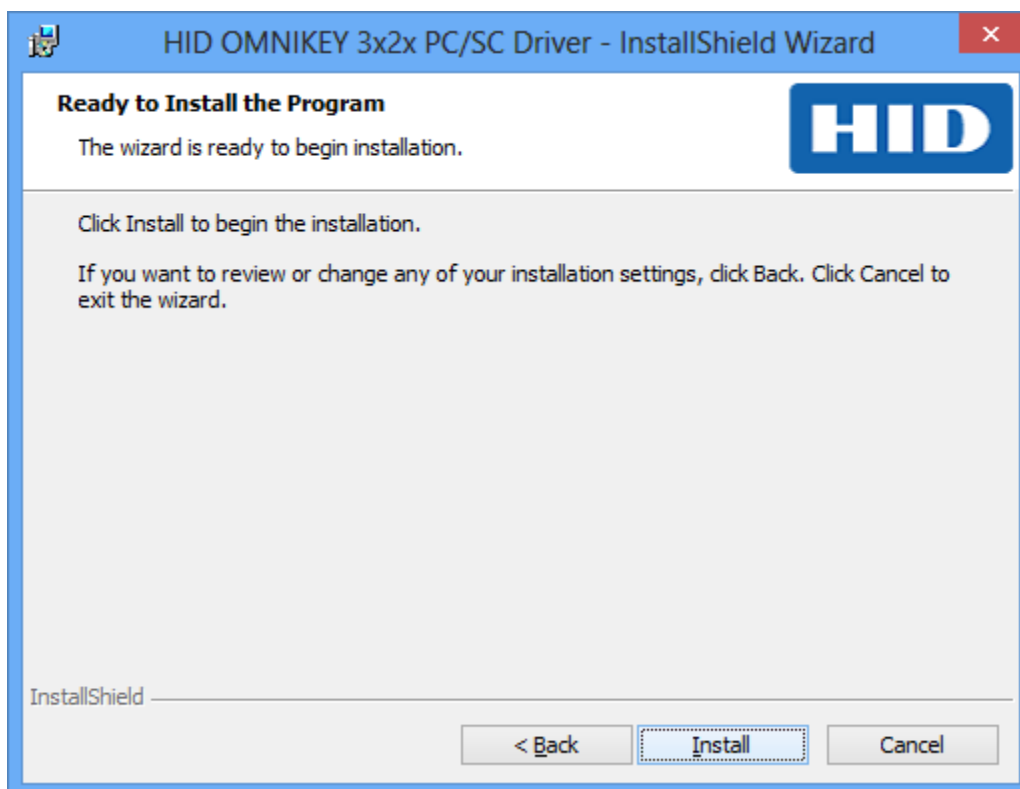 HID OMNIKEY 3x2x PC/SC Driver - InstallShield Wizard
Ready to Install the Program
The wizard is ready to begin installation.
HID
Click Install to begin the installation.
If you want to review or change any of your installation settings, click Back. Click Cancel to
exit the wizard.
InstallShield
< Back
Install
Cancel